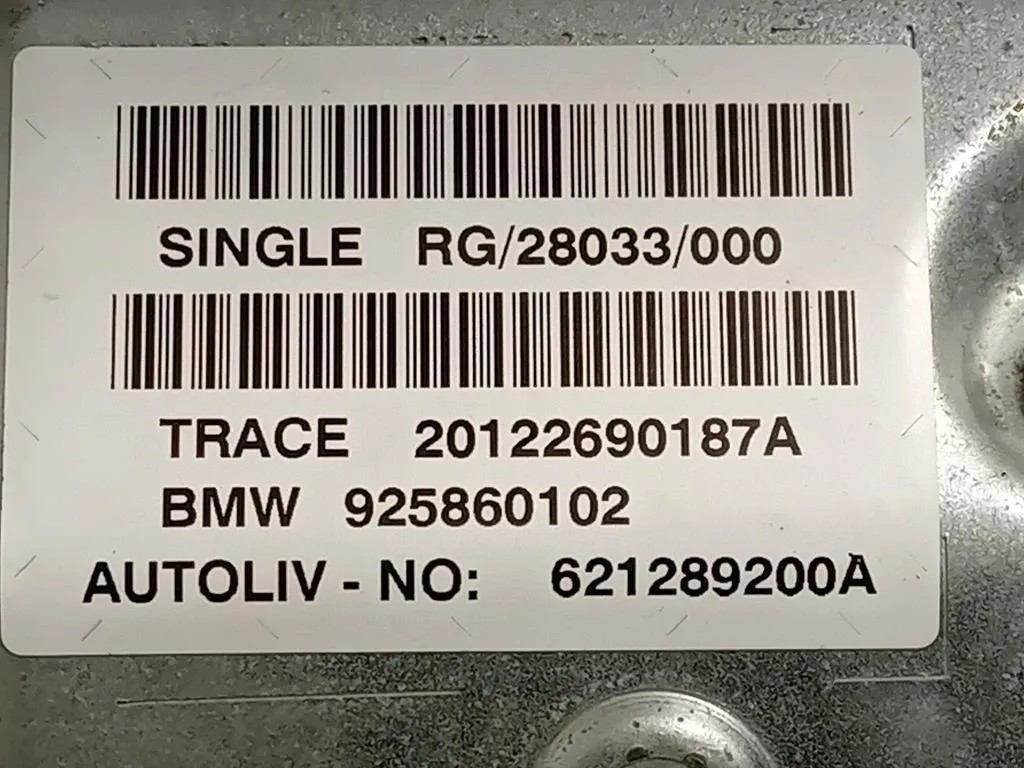 SINGLE RG/28033/000
TRACE 20122690187A
BMW 925860102
AUTOLIV - NO: 621289200A